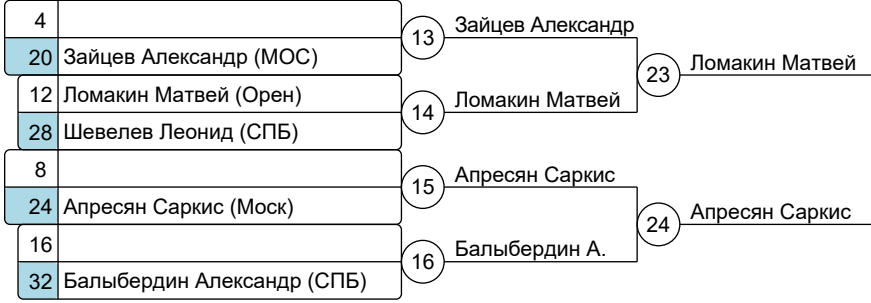 4
20 Зайцев Александр (МОС)
12 Ломакин Матвей (Орен)
28 Шевелев Леонид (СПБ)
8
24 Апресян Саркис (Моск)
16
32 Балыбердин Александр (СПБ)
13
14
15
16
Зайцев Александр
Ломакин Матвей
Апресян Саркис
Балыбердин А.
23
24
Ломакин Матвей
Апресян Саркис